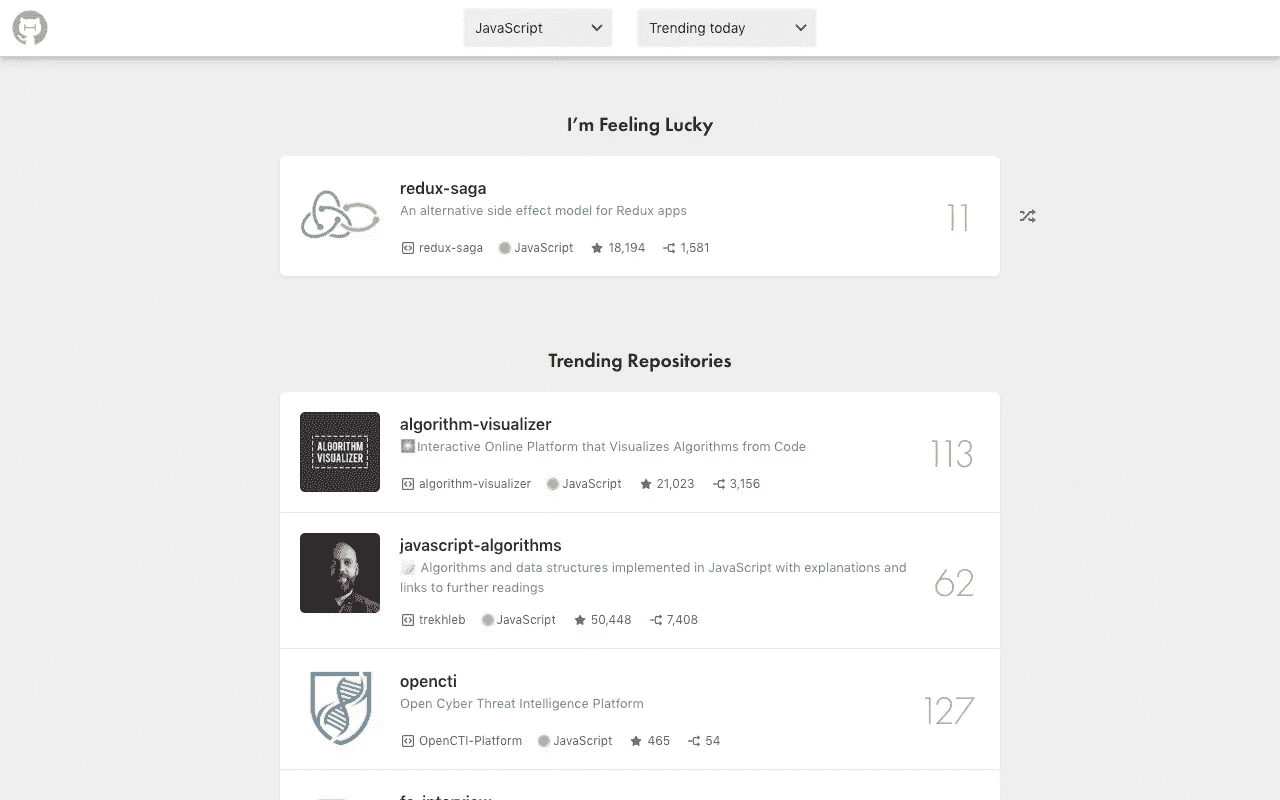 JavaScript
Trending today
I'm Feeling Lucky
redux-saga
An alternative side effect model for Redux apps
11
redux-saga JavaScript 18,194 1,581
Trending Repositories
ALGORITHM
VISUALIZER
algorithm-visualizer
Interactive Online Platform that Visualizes Algorithms from Code
113
algorithm-visualizer JavaScript 21,023 3,156
javascript-algorithms
Algorithms and data structures implemented in JavaScript with explanations and
links to further readings
62
trekhleb JavaScript 50,448 7,408
opencti
Open Cyber Threat Intelligence Platform
127
OpenCTI-Platform JavaScript 465 54